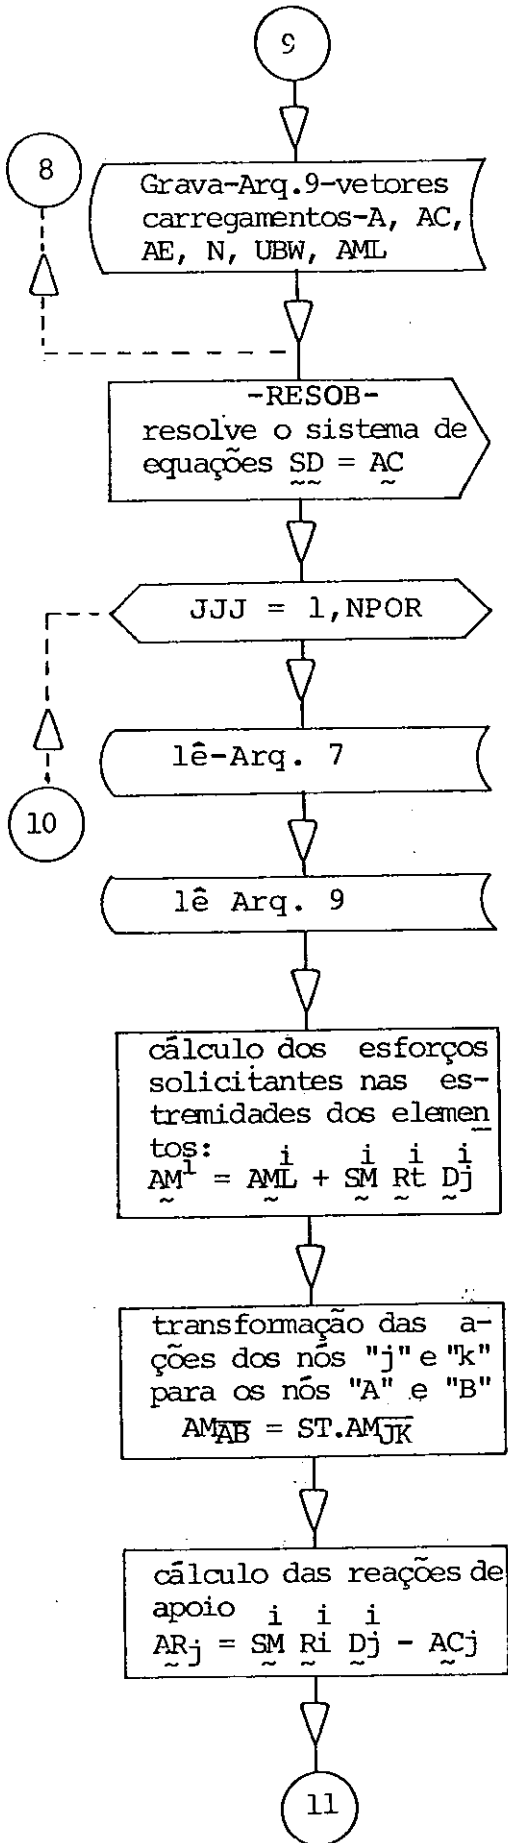 9
8
Grava-Arq.9-vetores
carregamentos-A, AC,
AE, N, UBW, AML
-RESOB-
resolve o sistema de
equações SD = AC
JJJ = 1,NPOR
lê-Arq. 7
10
lê Arq. 9
cálculo dos esforços
solicitantes nas es-
tremidades dos elemen
tos:
AM^i = AML^i + SM^i Rt^i Dj^i
transformação das a-
ções dos nós "j" e "k"
para os nós "A" e "B"
AM_AB = ST.AM_JK
cálculo das reações de
apoio
ARj = SM^i Ri^i Dj^i - ACj
11